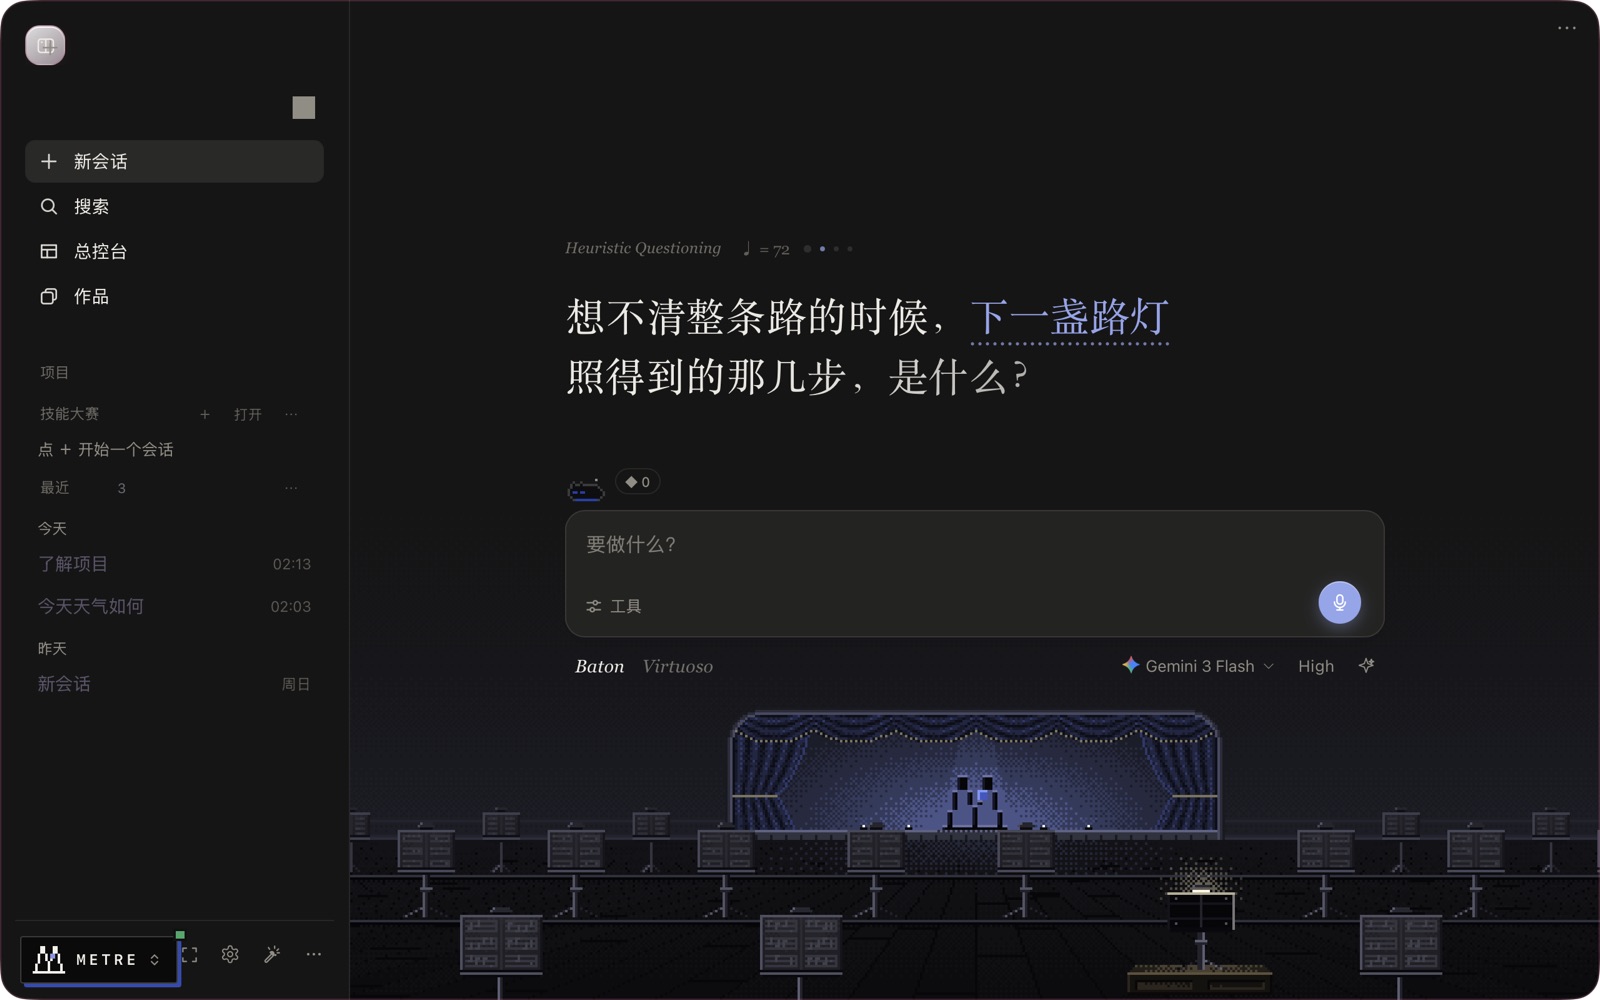 新会话
搜索
总控台
作品
项目
技能大赛 + 打开 ···
点 + 开始一个会话
最近 3 ···
今天
了解项目 02:13
今天天气如何 02:03
昨天
新会话 周日
METRE
Heuristic Questioning ♩ = 72
想不清整条路的时候，下一盏路灯
照得到的那几步，是什么？
◆ 0
要做什么？
工具
Baton Virtuoso
Gemini 3 Flash High